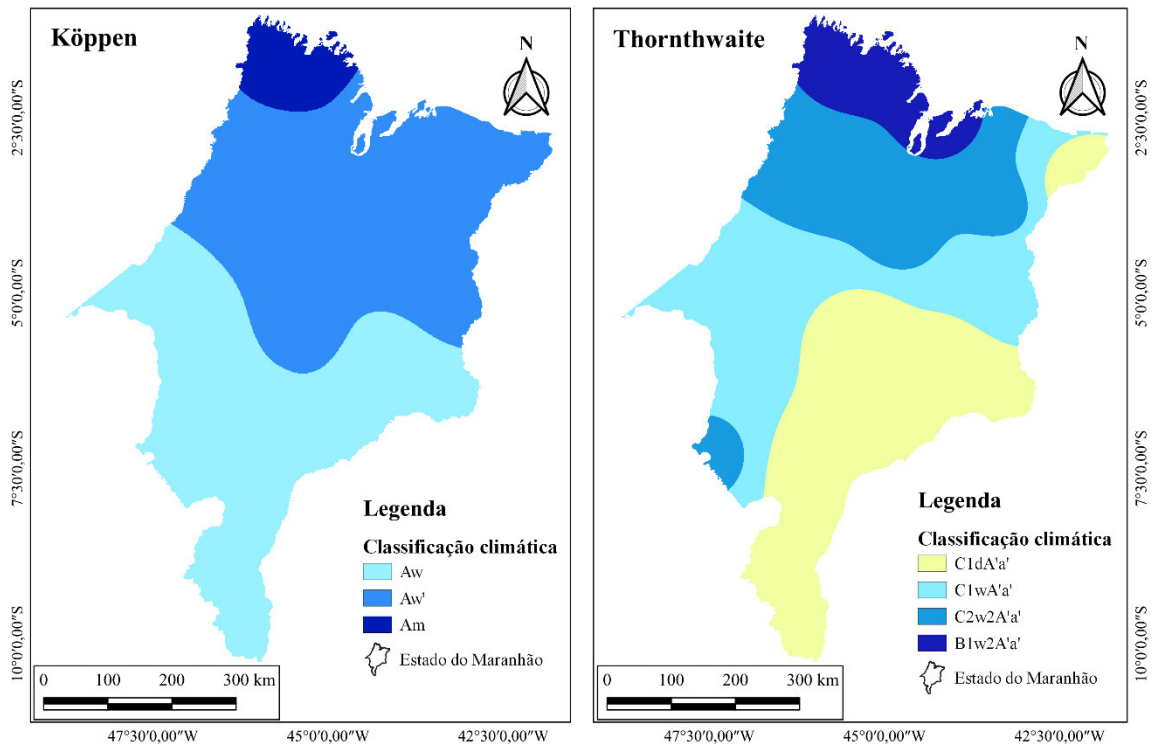 Köppen
N
Legenda
Classificação climática
Aw
Aw'
Am
Estado do Maranhão
0 100 200 300 km
47°30'0,00"W 45°0'0,00"W 42°30'0,00"W
2°30'0,00"S
5°0'0,00"S
7°30'0,00"S
10°0'0,00"S
Thornthwaite
N
Legenda
Classificação climática
C1dA'a'
C1wA'a'
C2w2A'a'
B1w2A'a'
Estado do Maranhão
0 100 200 300 km
47°30'0,00"W 45°0'0,00"W 42°30'0,00"W
2°30'0,00"S
5°0'0,00"S
7°30'0,00"S
10°0'0,00"S